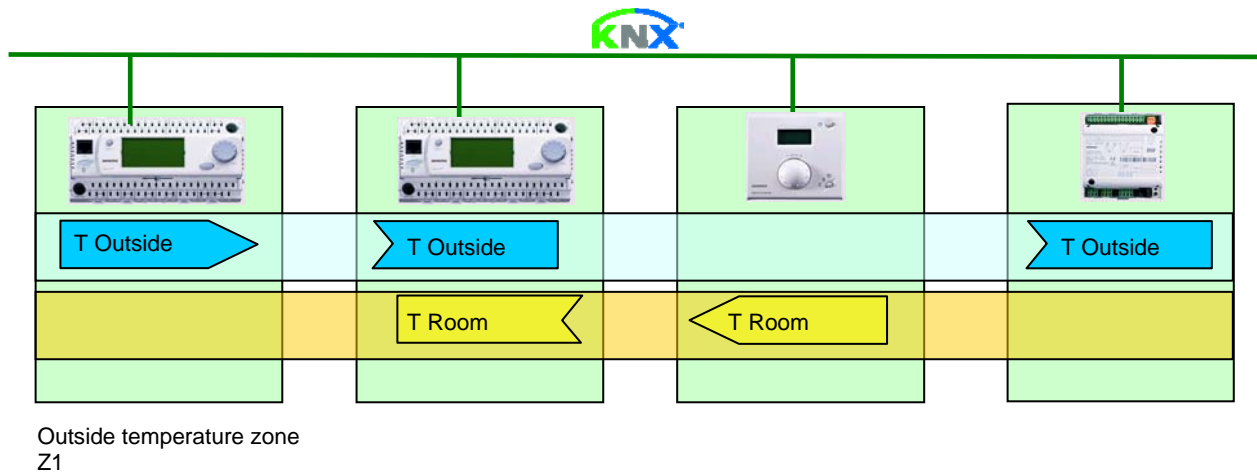 KNX
T Outside
T Outside
T Outside
T Room
T Room
Outside temperature zone
Z1